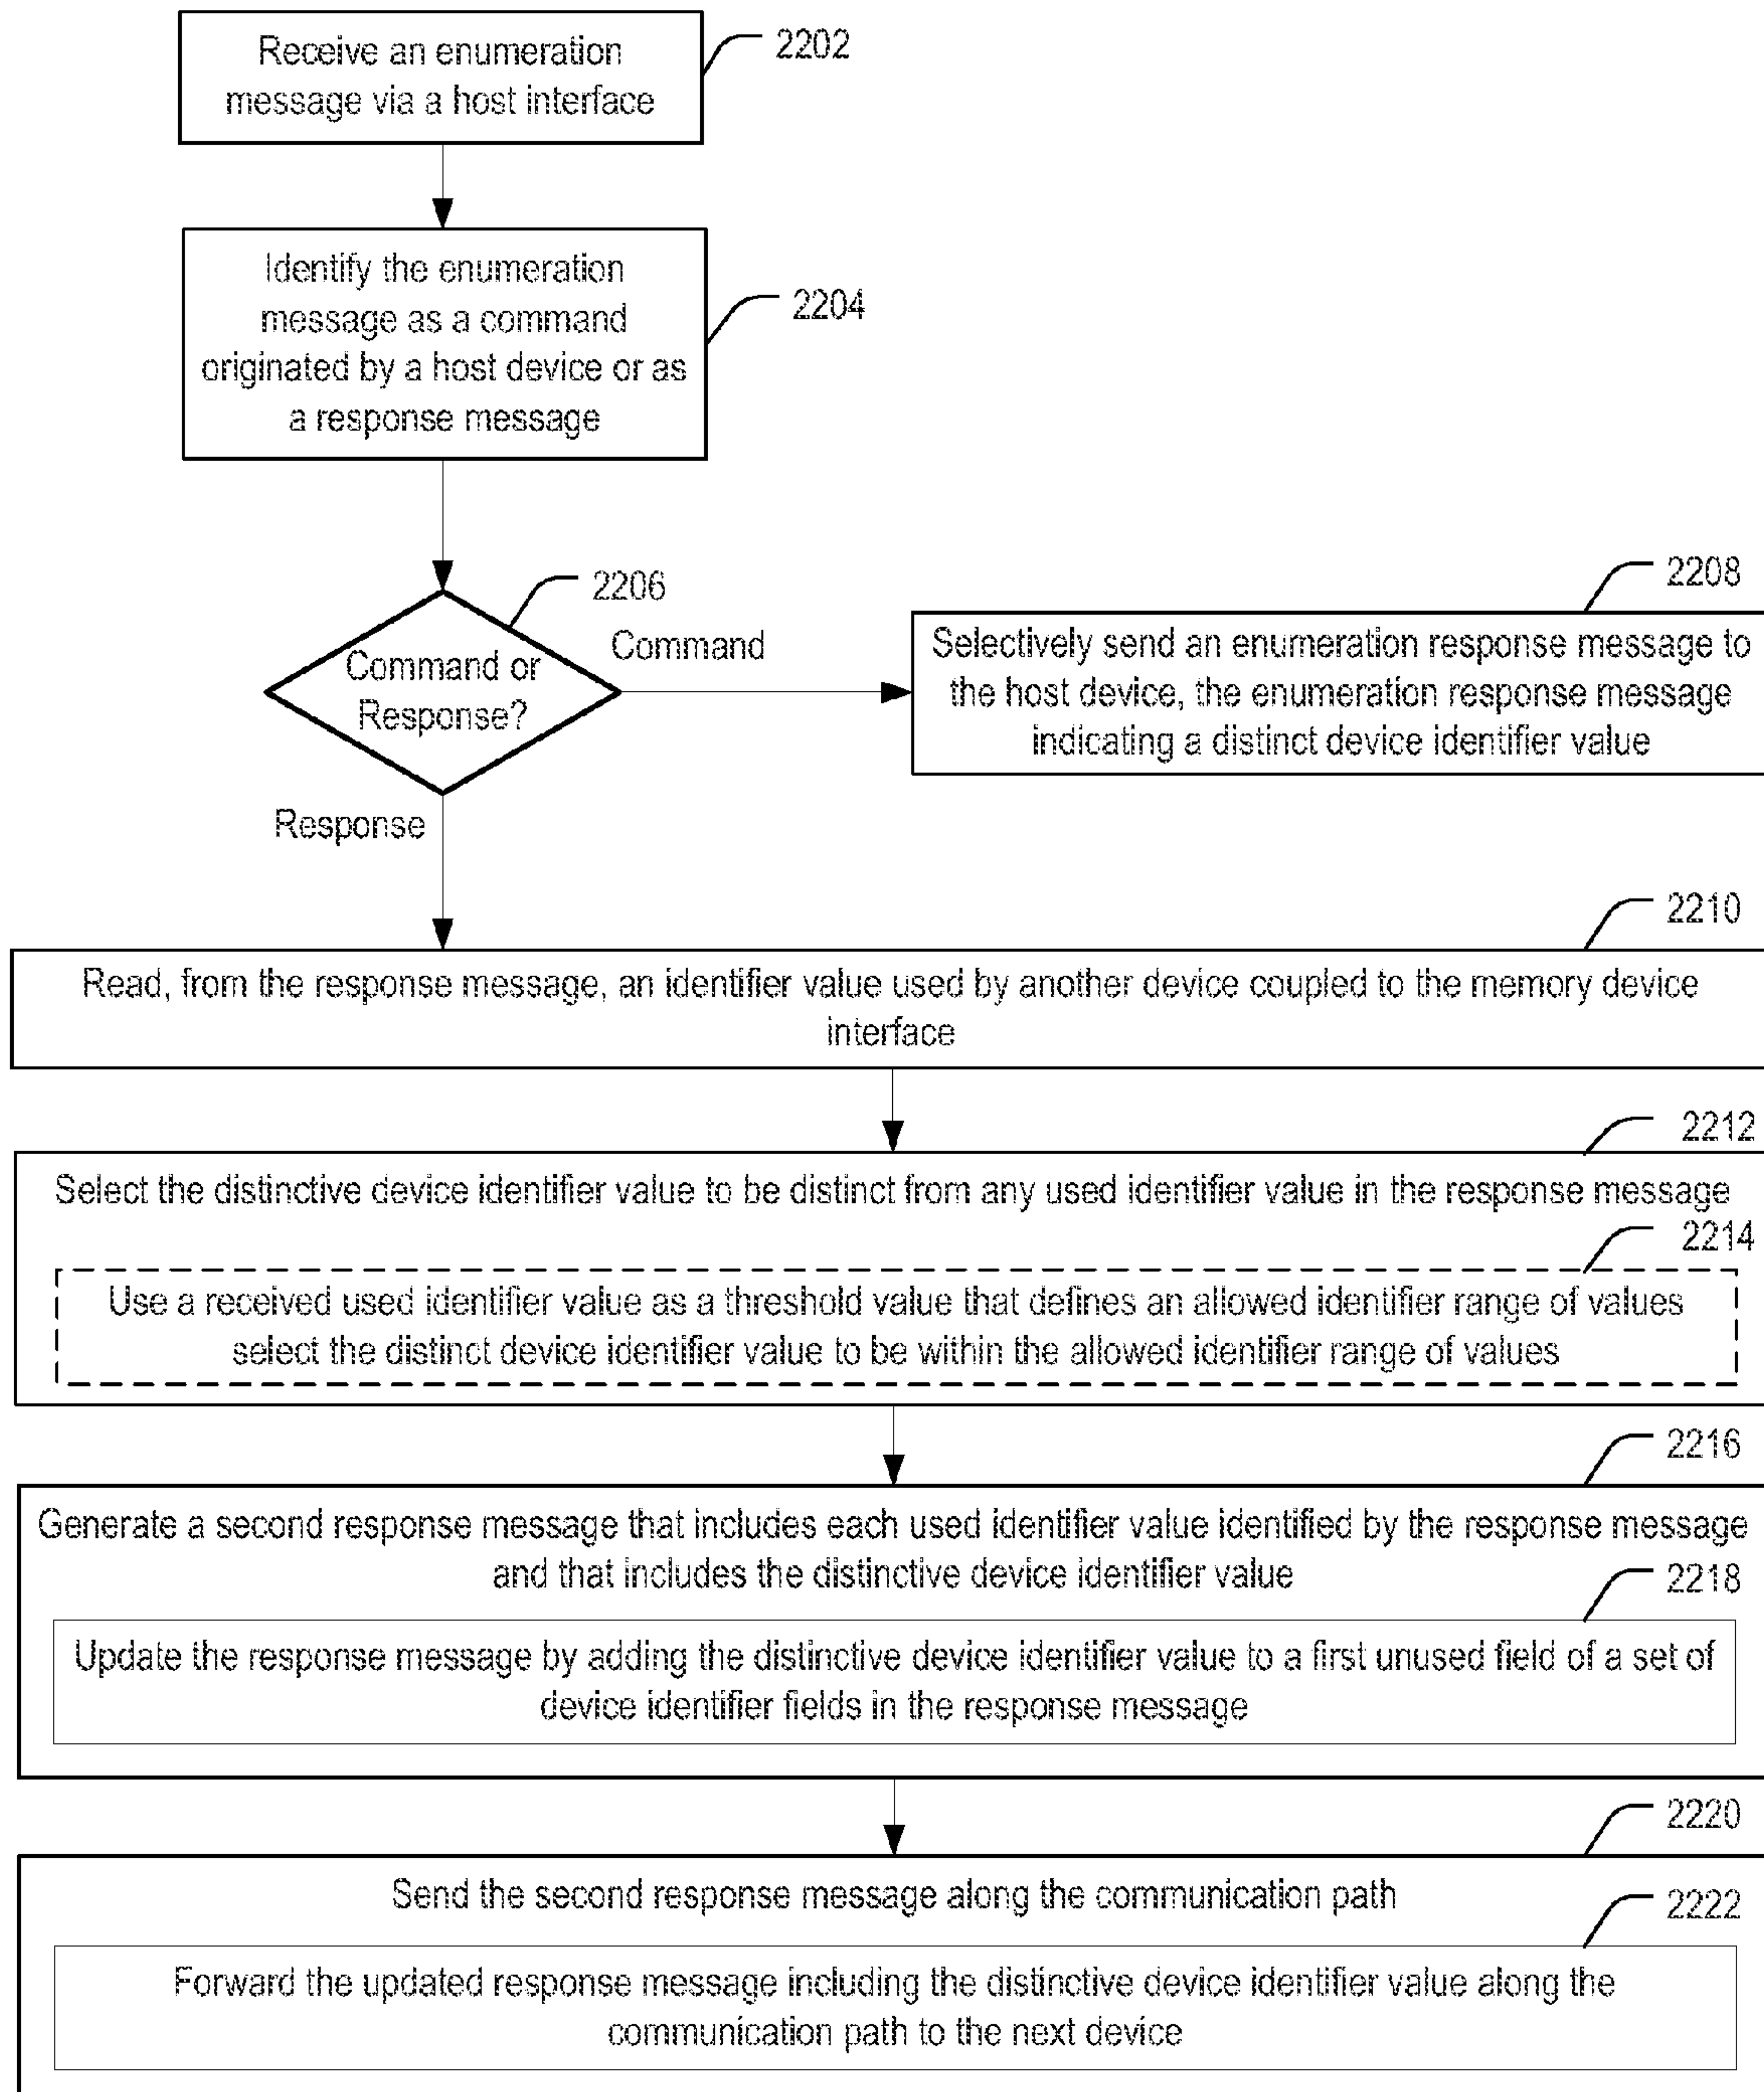 Receive an enumeration
message via a host interface
2202
Identify the enumeration
message as a command
originated by a host device or as
a response message
2204
Command or
Response?
2206
Command
Response
2208
Selectively send an enumeration response message to
the host device, the enumeration response message
indicating a distinct device identifier value
2210
Read, from the response message, an identifier value used by another device coupled to the memory device
interface
2212
Select the distinctive device identifier value to be distinct from any used identifier value in the response message
2214
Use a received used identifier value as a threshold value that defines an allowed identifier range of values
select the distinct device identifier value to be within the allowed identifier range of values
2216
Generate a second response message that includes each used identifier value identified by the response message
and that includes the distinctive device identifier value
2218
Update the response message by adding the distinctive device identifier value to a first unused field of a set of
device identifier fields in the response message
2220
Send the second response message along the communication path
2222
Forward the updated response message including the distinctive device identifier value along the
communication path to the next device